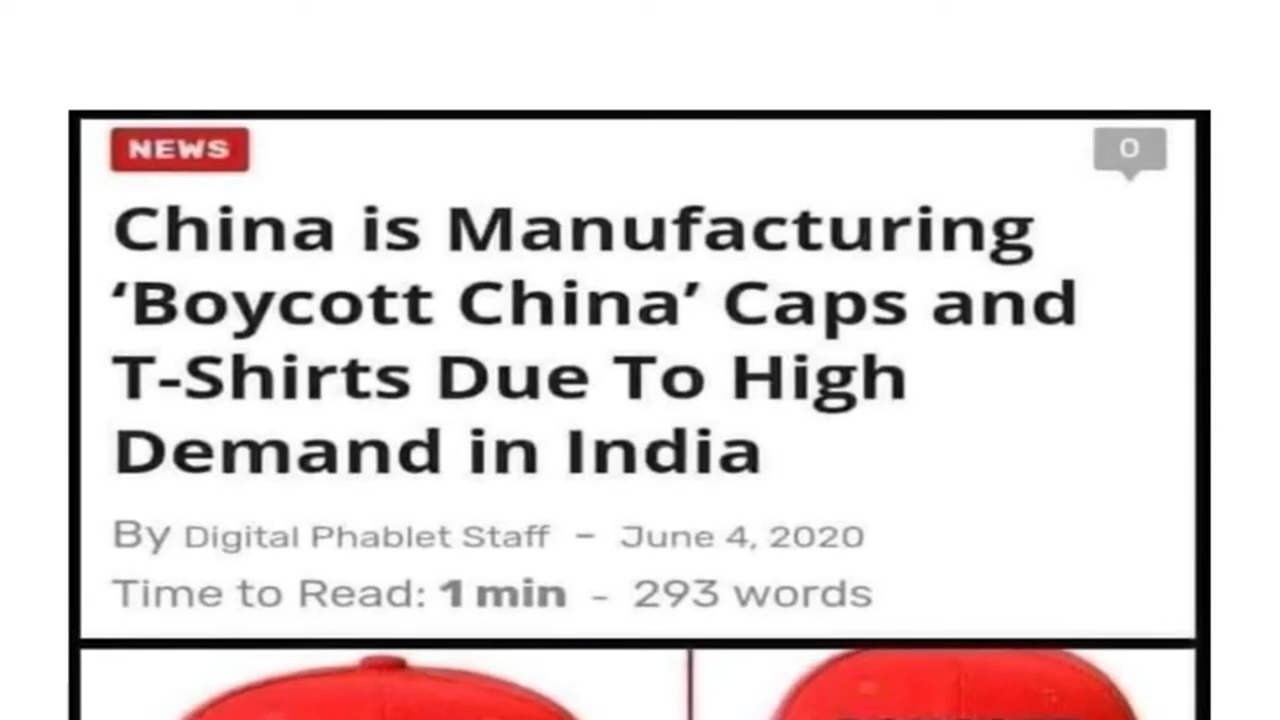 NEWS
0
China is Manufacturing
‘Boycott China’ Caps and
T-Shirts Due To High
Demand in India
By Digital Phablet Staff – June 4, 2020
Time to Read: 1 min - 293 words